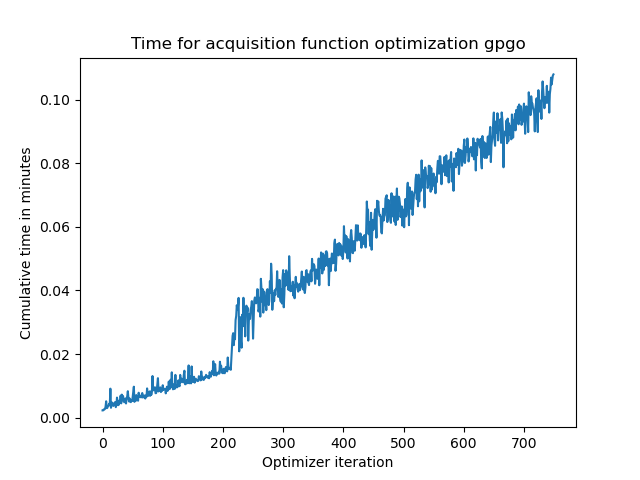 Time for acquisition function optimization gpgo
0.10
0.08
0.06
0.04
0.02
0.00
Cumulative time in minutes
0 100 200 300 400 500 600 700
Optimizer iteration